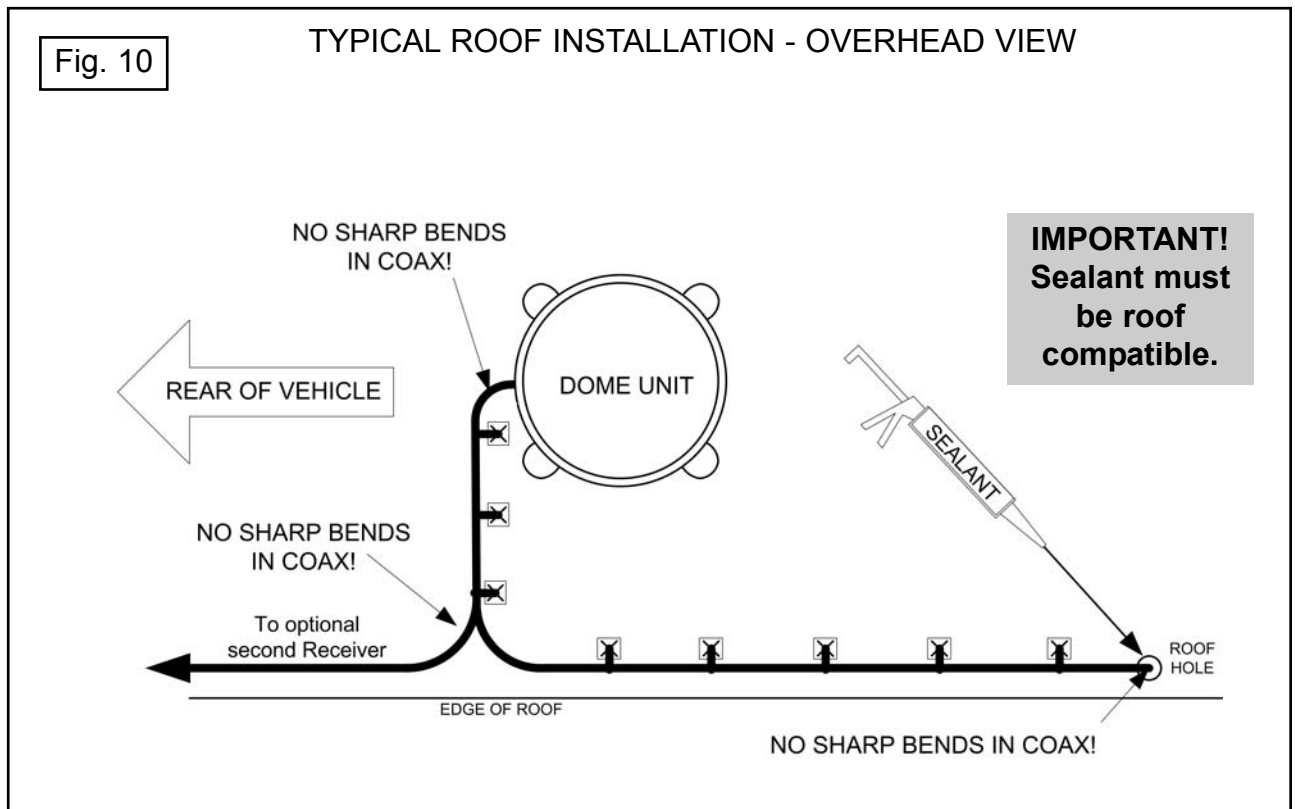 Fig. 10
TYPICAL ROOF INSTALLATION - OVERHEAD VIEW
NO SHARP BENDS
IN COAX!
IMPORTANT!
Sealant must
be roof
compatible.
REAR OF VEHICLE
DOME UNIT
SEALANT
NO SHARP BENDS
IN COAX!
To optional
second Receiver
ROOF
HOLE
EDGE OF ROOF
NO SHARP BENDS IN COAX!